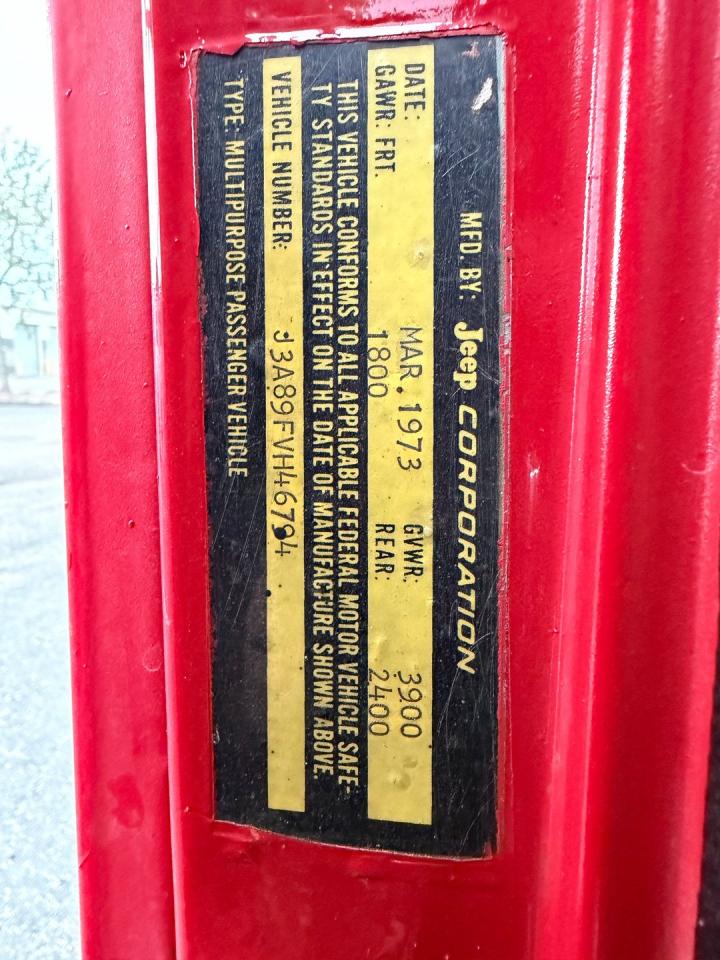 MFD. BY: Jeep CORPORATION
DATE: MAR. 1973 GVWR: 3900
GAWR: FRT. 1800 REAR: 2400
THIS VEHICLE CONFORMS TO ALL APPLICABLE FEDERAL MOTOR VEHICLE SAFE-
TY STANDARDS IN EFFECT ON THE DATE OF MANUFACTURE SHOWN ABOVE.
VEHICLE NUMBER: J3A89FVH46794
TYPE: MULTIPURPOSE PASSENGER VEHICLE